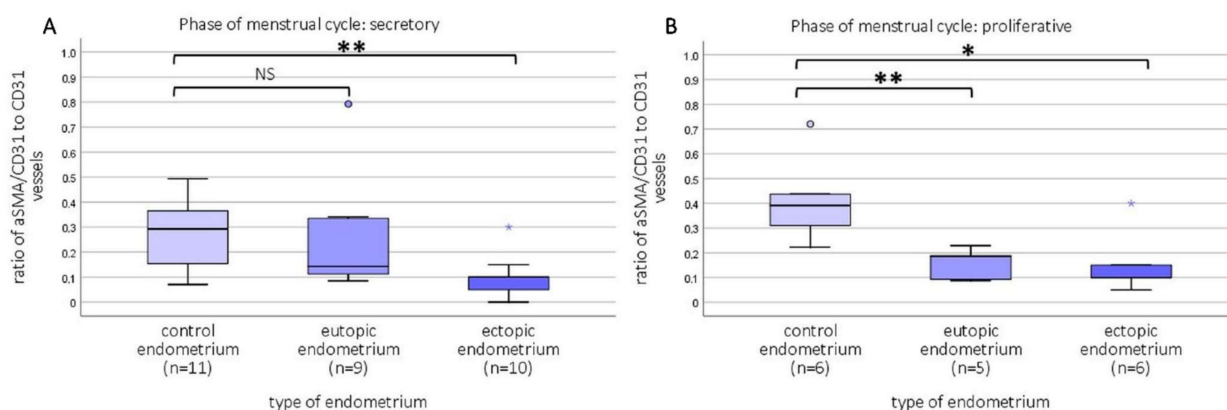 A
Phase of menstrual cycle: secretory
**
NS
1.0
0.9
0.8
0.7
0.6
0.5
0.4
0.3
0.2
0.1
0
ratio of aSMA/CD31 to CD31
vessels
*
control
endometrium
(n=11)
eutopic
endometrium
(n=9)
ectopic
endometrium
(n=10)
type of endometrium
B
Phase of menstrual cycle: proliferative
*
**
1.0
0.9
0.8
0.7
0.6
0.5
0.4
0.3
0.2
0.1
0
ratio of aSMA/CD31 to CD31
vessels
*
control
endometrium
(n=6)
eutopic
endometrium
(n=5)
ectopic
endometrium
(n=6)
type of endometrium